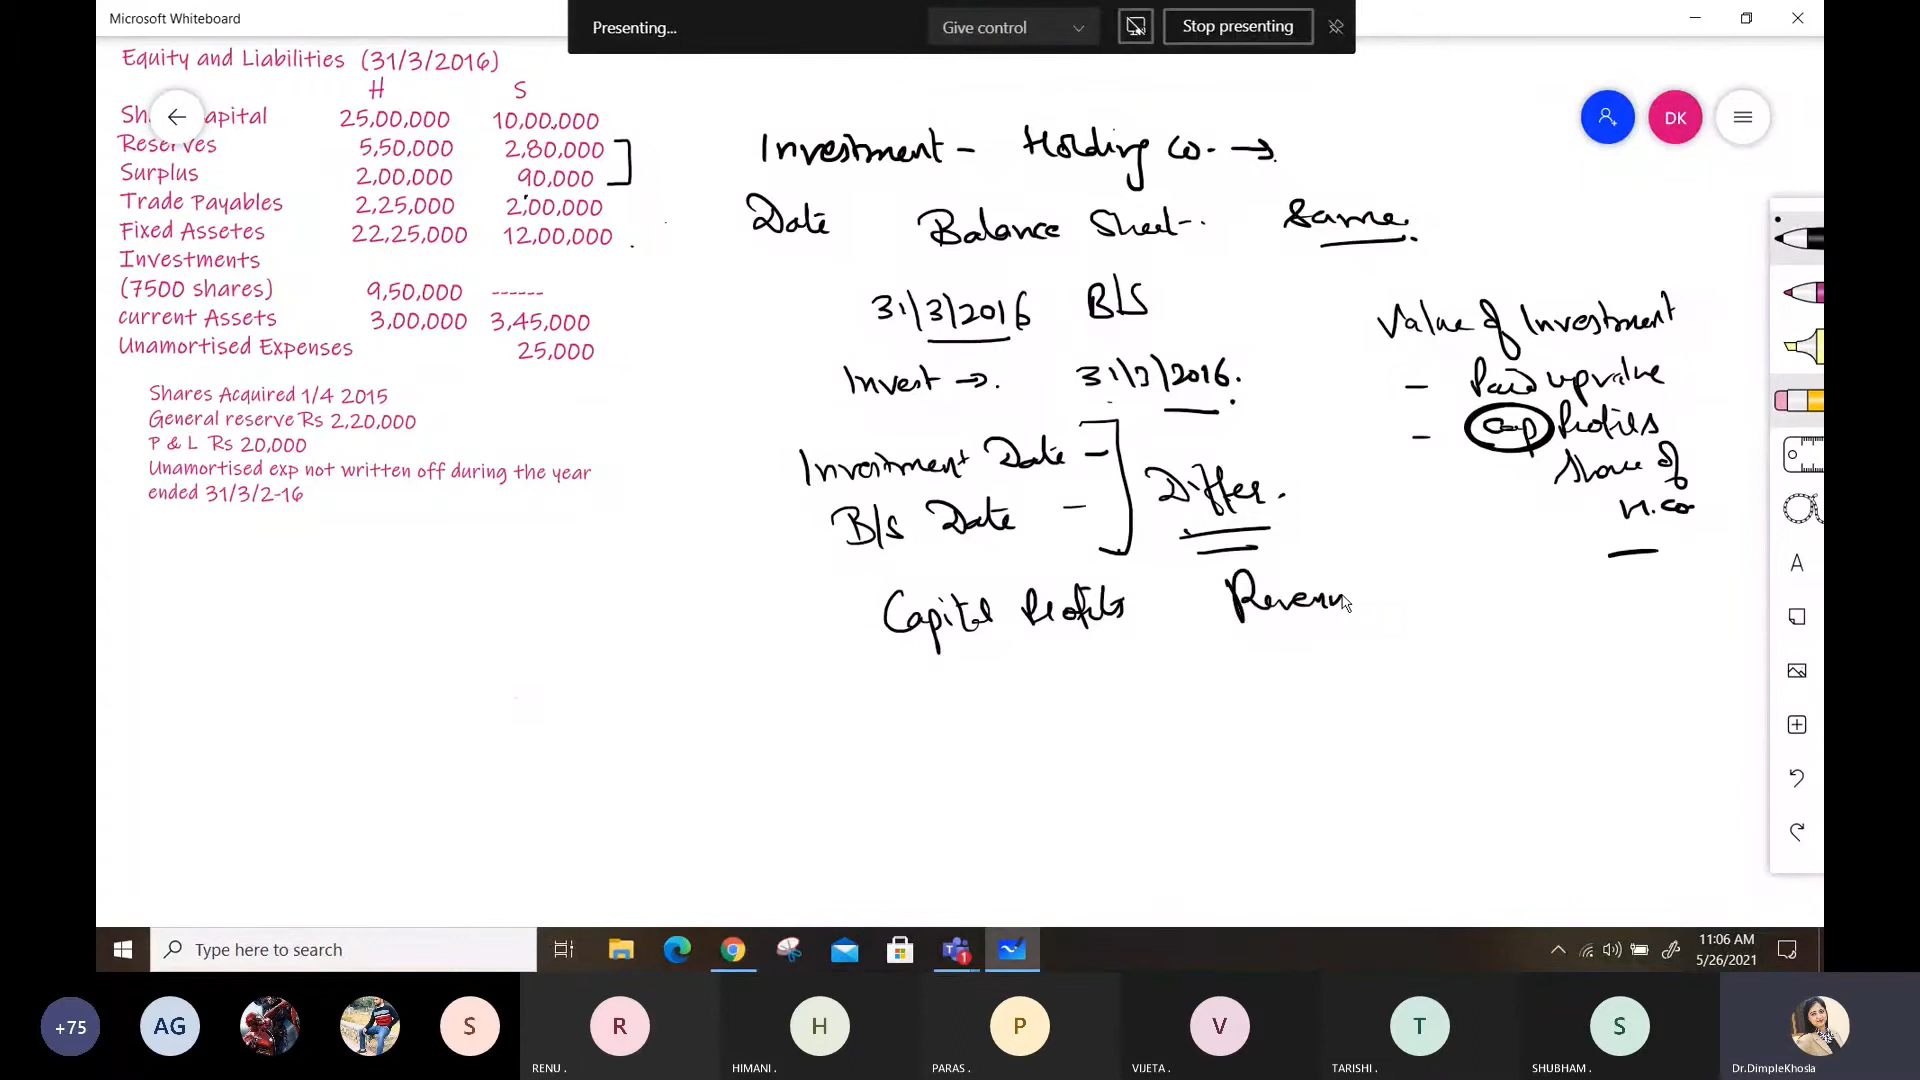 Microsoft Whiteboard
Presenting...
Give control
Stop presenting
Equity and Liabilities (31/3/2016)
H S
Sh apital 25,00,000 10,00,000
Reserves 5,50,000 2,80,000
Surplus 2,00,000 90,000
Trade Payables 2,25,000 2,00,000
Fixed Assetes 22,25,000 12,00,000
Investments
(7500 shares) 9,50,000 ------
current Assets 3,00,000 3,45,000
Unamortised Expenses 25,000
Shares Acquired 1/4 2015
General reserve Rs 2,20,000
P & L Rs 20,000
Unamortised exp not written off during the year
ended 31/3/2-16
Investment - Holding Co. →
Date Balance Sheet Same.
31/3/2016 B/S
Invest → 31/3/2016.
Investment Date -
B/S Date -
Differ.
Capital Profits Revenu
Value of Investment
- Paid up value
- Cap Profits
Share of
H. Co
DK
A
Type here to search
11:06 AM
5/26/2021
1
+75
AG
S
R
H
P
V
T
S
RENU .
HIMANI .
PARAS .
VIJETA .
TARISHI .
SHUBHAM .
Dr.DimpleKhosla